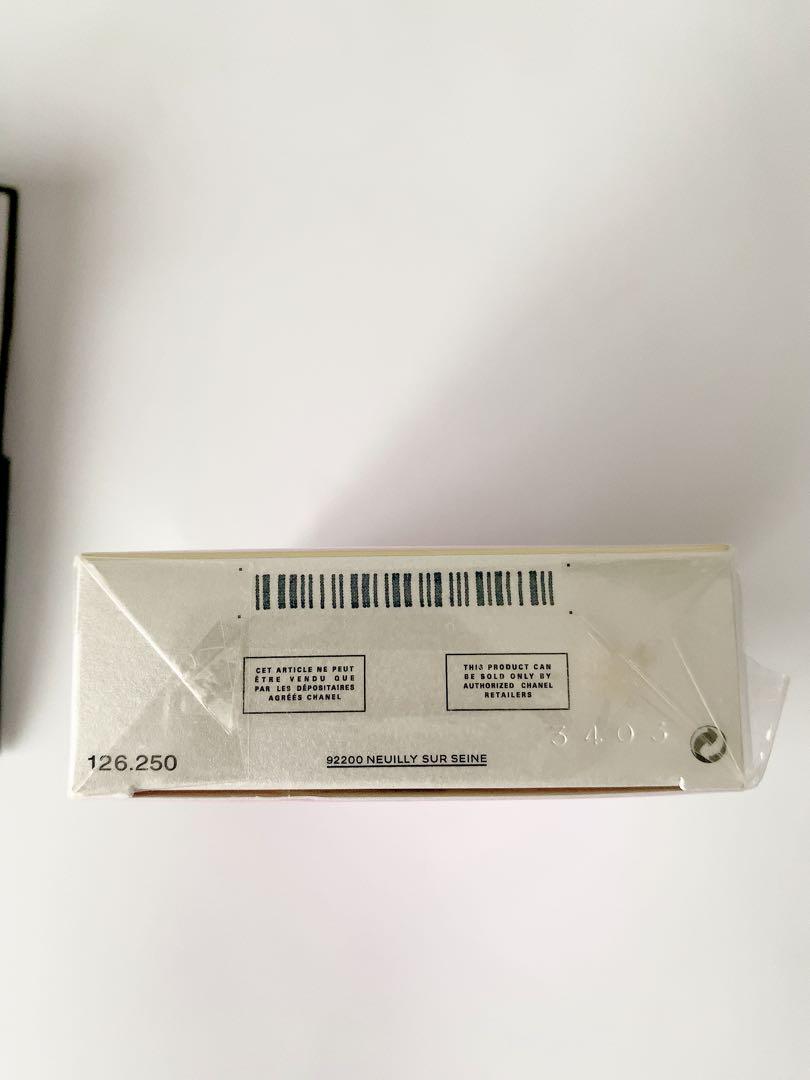 CET ARTICLE NE PEUT
ÊTRE VENDU QUE
PAR LES DÉPOSITAIRES
AGRÉÉS CHANEL
THIS PRODUCT CAN
BE SOLD ONLY BY
AUTHORIZED CHANEL
RETAILERS
3403
126.250
92200 NEUILLY SUR SEINE